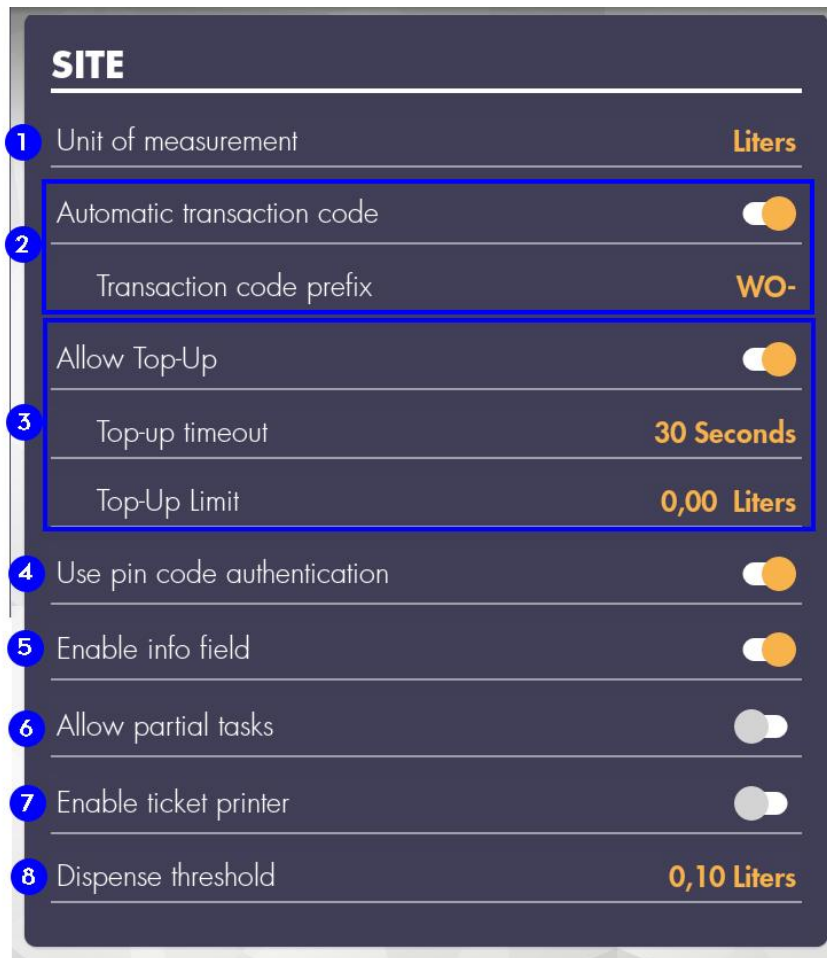 SITE
1 Unit of measurement Liters
Automatic transaction code
2
Transaction code prefix WO-
Allow Top-Up
3 Top-up timeout 30 Seconds
Top-Up Limit 0,00 Liters
4 Use pin code authentication
5 Enable info field
6 Allow partial tasks
7 Enable ticket printer
8 Dispense threshold 0,10 Liters